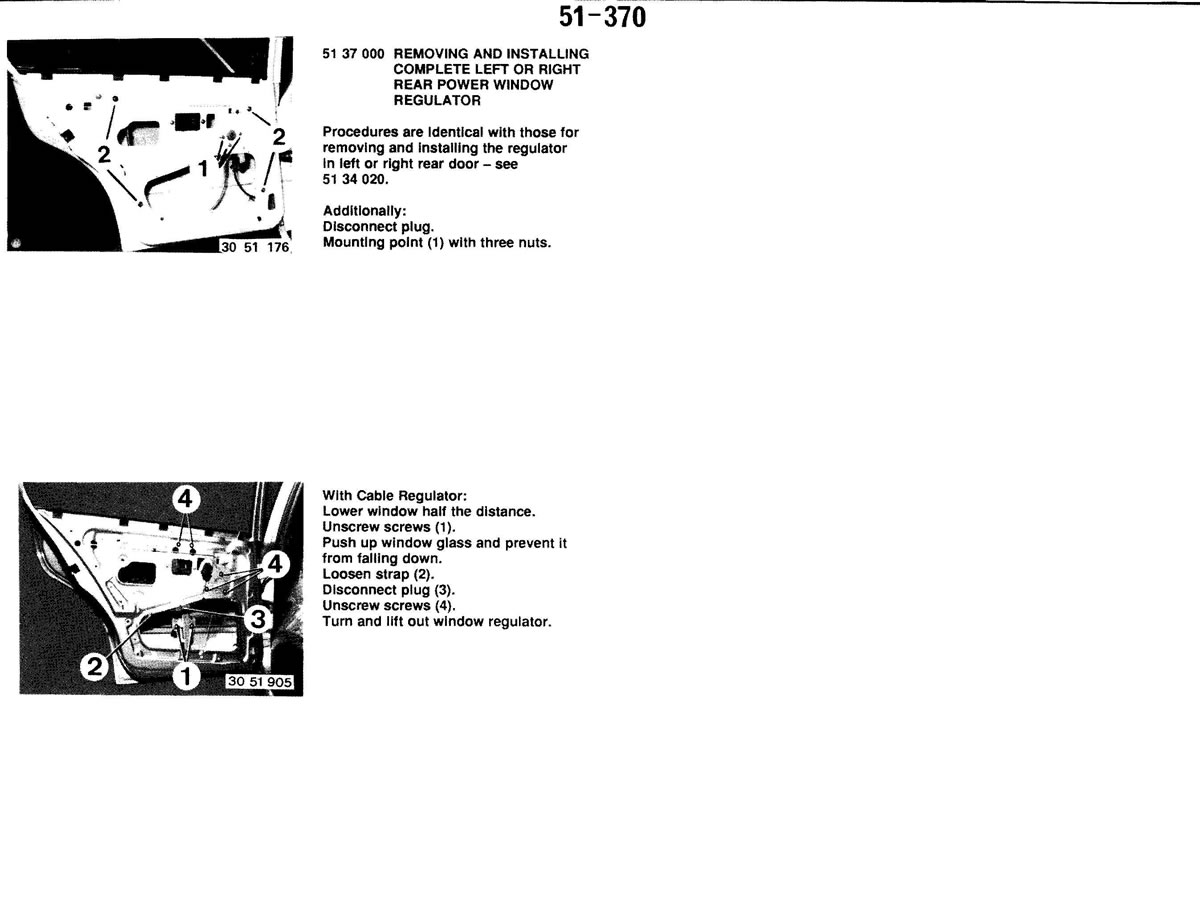 51-370
51 37 000 REMOVING AND INSTALLING
COMPLETE LEFT OR RIGHT
REAR POWER WINDOW
REGULATOR
Procedures are identical with those for
removing and installing the regulator
in left or right rear door – see
51 34 020.
Additionally:
Disconnect plug.
Mounting point (1) with three nuts.
2
2
1
30 51 176
With Cable Regulator:
Lower window half the distance.
Unscrew screws (1).
Push up window glass and prevent it
from falling down.
Loosen strap (2).
Disconnect plug (3).
Unscrew screws (4).
Turn and lift out window regulator.
4
4
3
2
1
30 51 905